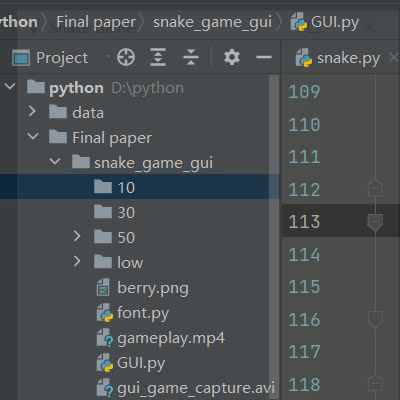 thon Final paper snake_game_gui GUI.py
Project
snake.py
python D:\python
data
Final paper
snake_game_gui
10
30
50
low
berry.png
font.py
gameplay.mp4
GUI.py
gui_game_capture.avi
109
110
111
112
113
114
115
116
117
118